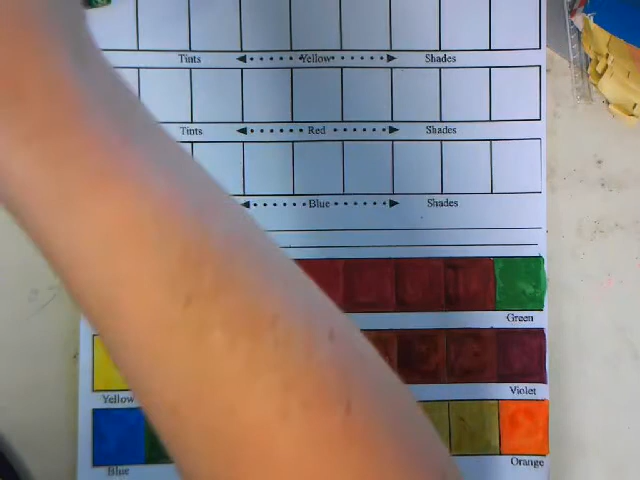 Tints Yellow Shades
Tints Red Shades
Blue Shades
Green
Yellow Violet
Blue Orange